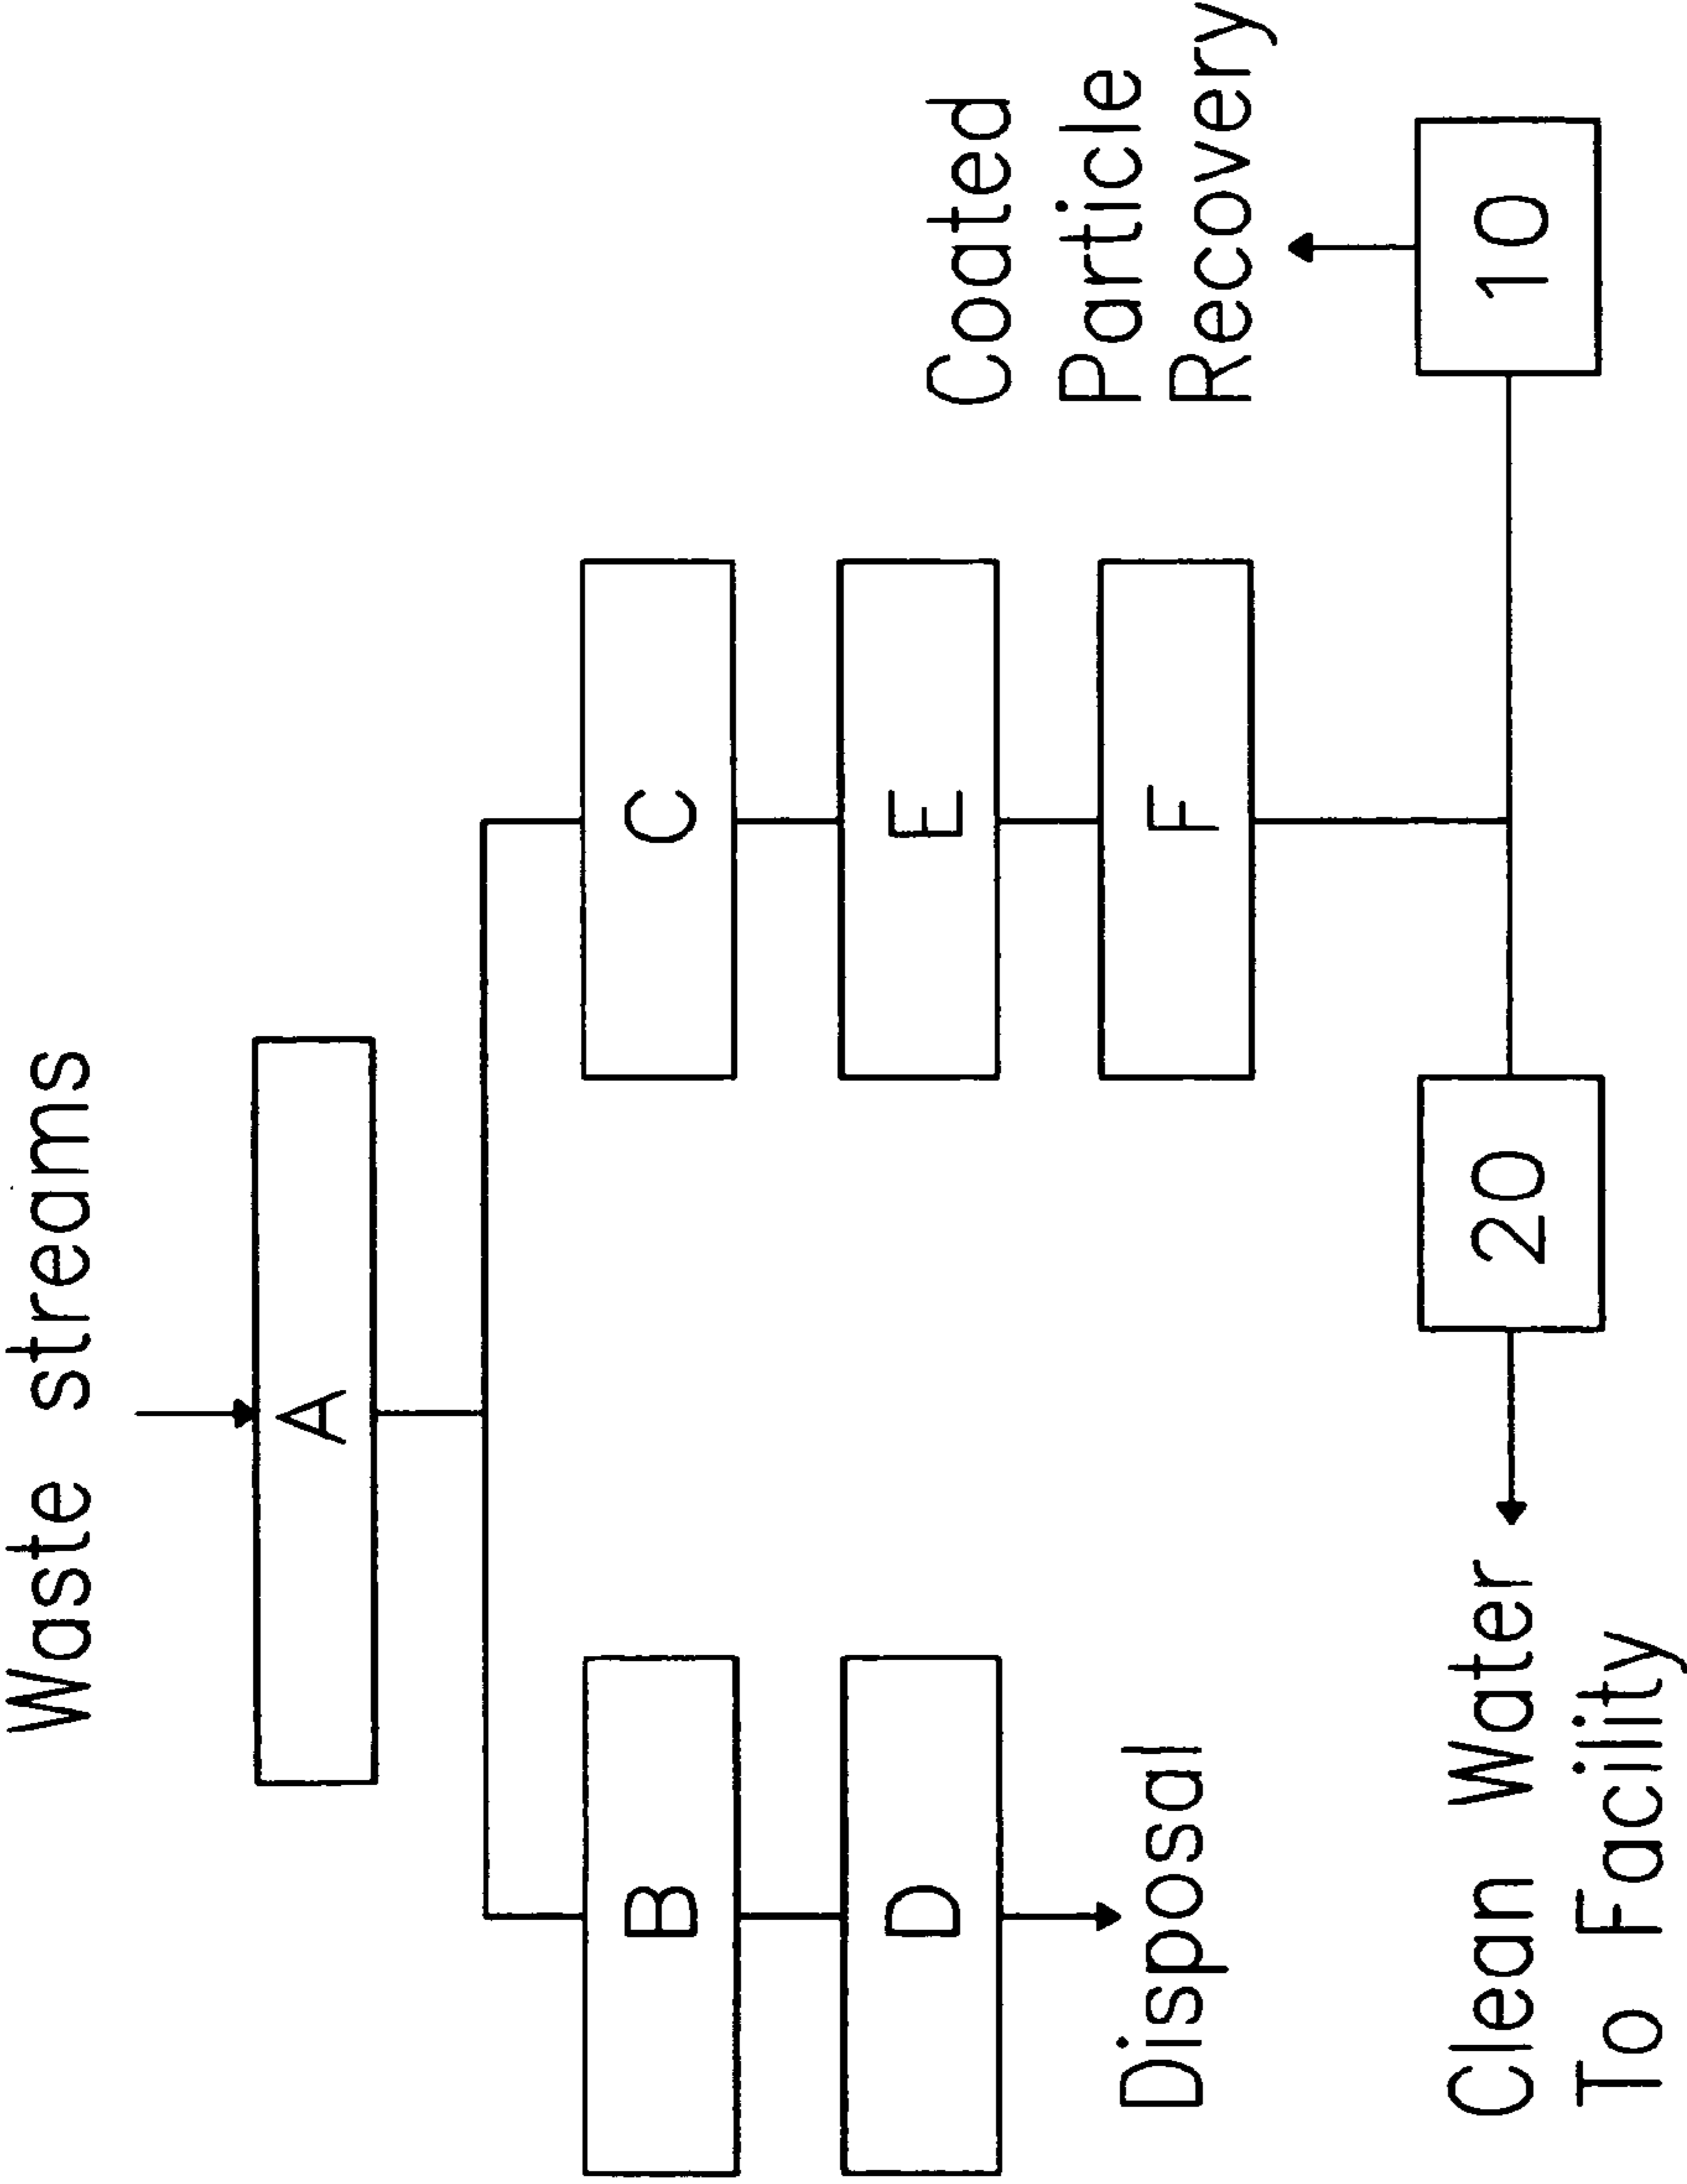 Waste streams
A
B
C
D
E
F
Disposal
Coated
Particle
Recovery
10
20
Clean Water
To Facility